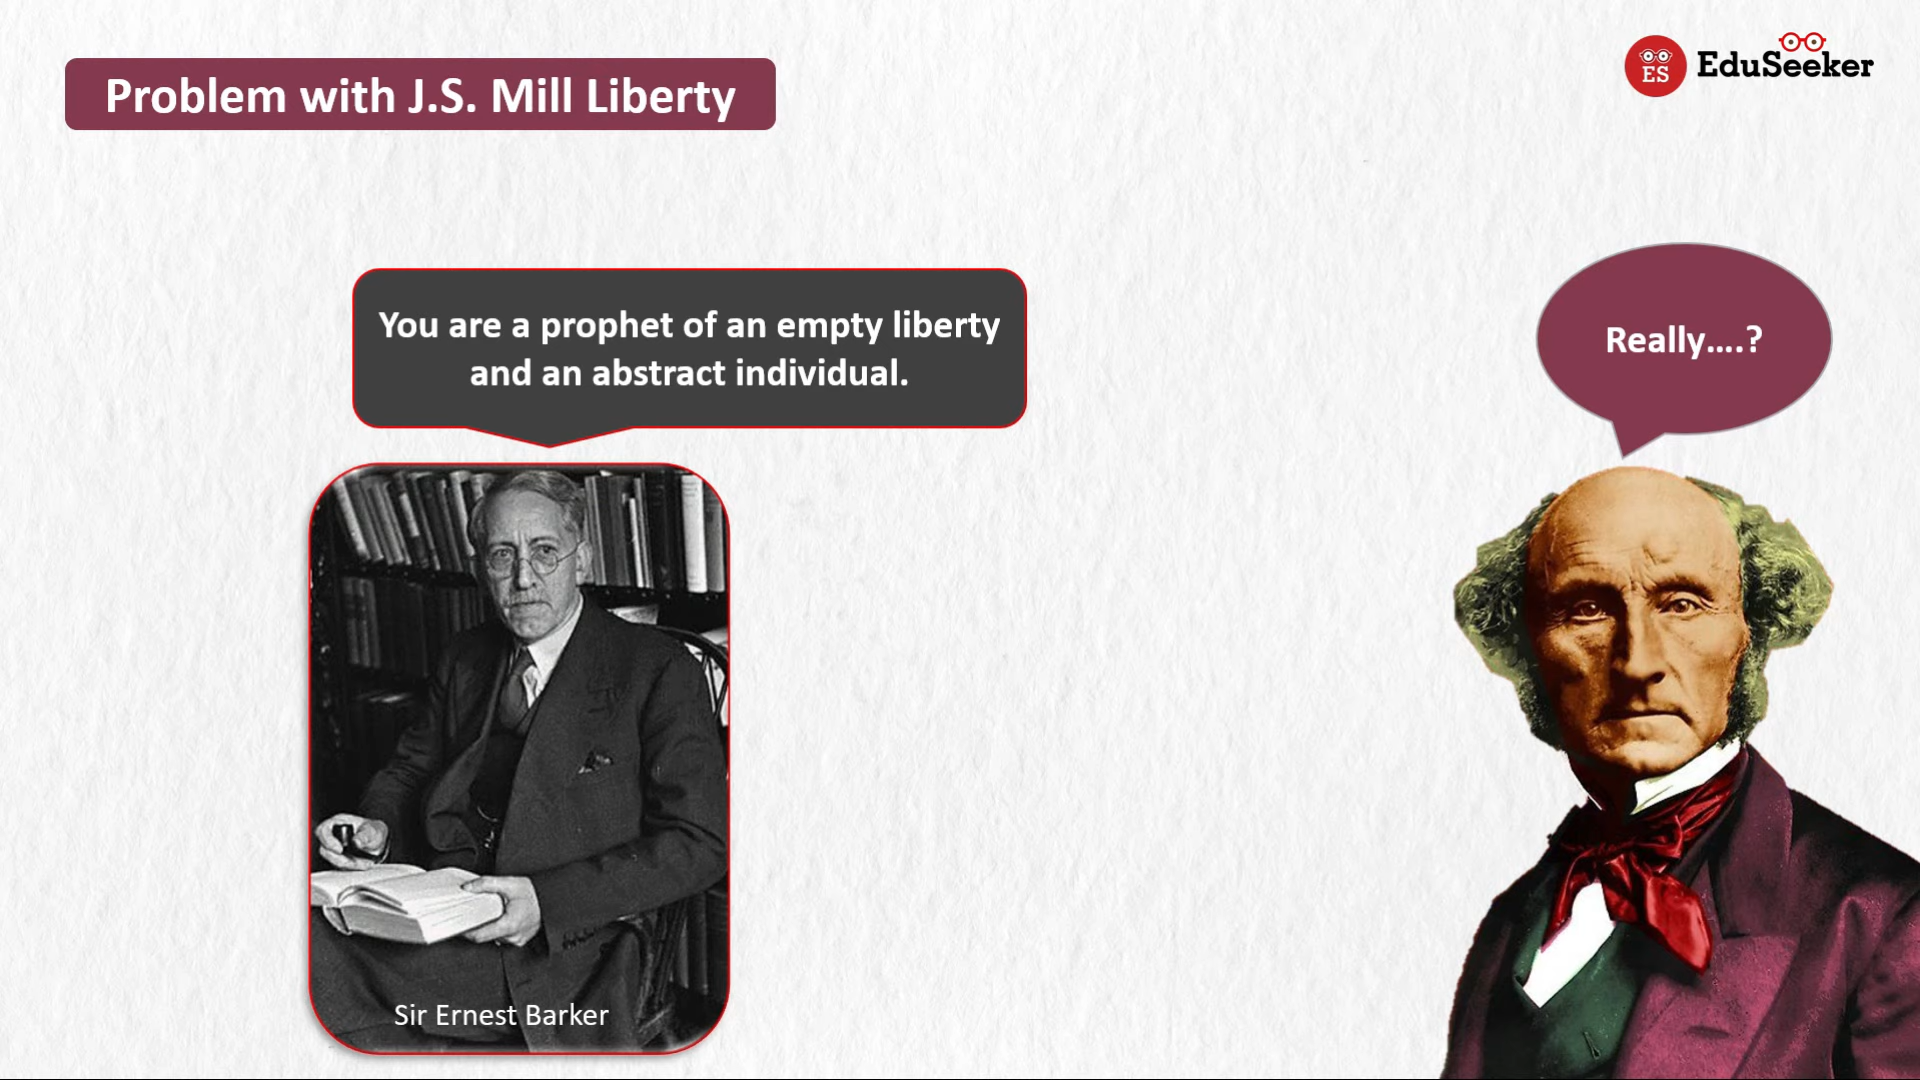 Problem with J.S. Mill Liberty
ES
EduSeeker
You are a prophet of an empty liberty
and an abstract individual.
Really....?
Sir Ernest Barker